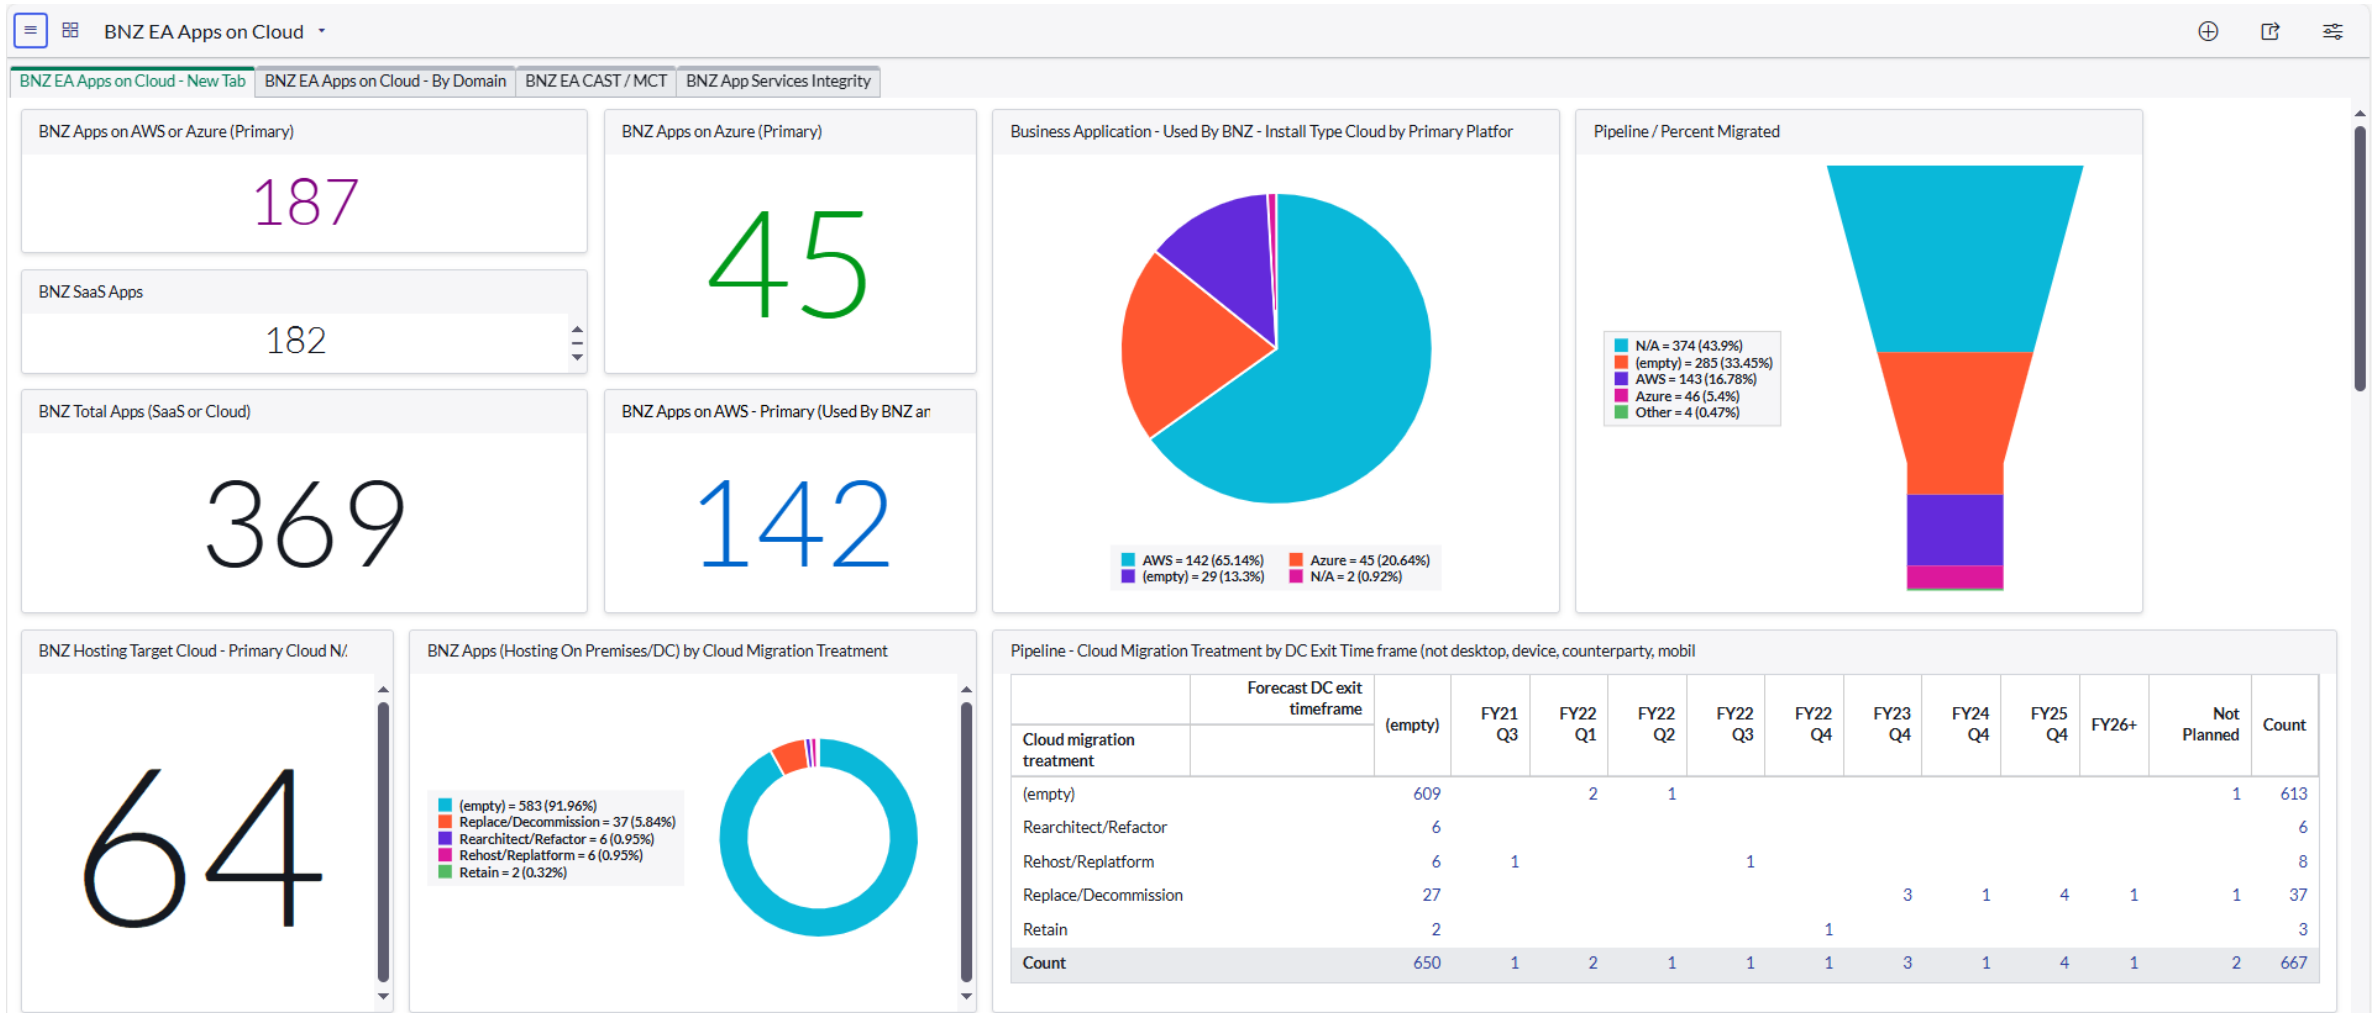 BNZ EA Apps on Cloud
BNZ EA Apps on Cloud - New Tab
BNZ EA Apps on Cloud - By Domain
BNZ EA CAST / MCT
BNZ App Services Integrity
BNZ Apps on AWS or Azure (Primary)
187
BNZ SaaS Apps
182
BNZ Total Apps (SaaS or Cloud)
369
BNZ Apps on Azure (Primary)
45
BNZ Apps on AWS - Primary (Used By BNZ an
142
Business Application - Used By BNZ - Install Type Cloud by Primary Platfor
AWS = 142 (65.14%)
Azure = 45 (20.64%)
(empty) = 29 (13.3%)
N/A = 2 (0.92%)
Pipeline / Percent Migrated
N/A = 374 (43.9%)
(empty) = 285 (33.45%)
AWS = 143 (16.78%)
Azure = 46 (5.4%)
Other = 4 (0.47%)
BNZ Hosting Target Cloud - Primary Cloud N/
64
BNZ Apps (Hosting On Premises/DC) by Cloud Migration Treatment
(empty) = 583 (91.96%)
Replace/Decommission = 37 (5.84%)
Rearchitect/Refactor = 6 (0.95%)
Rehost/Replatform = 6 (0.95%)
Retain = 2 (0.32%)
Pipeline - Cloud Migration Treatment by DC Exit Time frame (not desktop, device, counterparty, mobil
Forecast DC exit
timeframe
Cloud migration
treatment
(empty)
FY21
Q3
FY22
Q1
FY22
Q2
FY22
Q3
FY22
Q4
FY23
Q4
FY24
Q4
FY25
Q4
FY26+
Not
Planned
Count
(empty) 609 2 1 1 613
Rearchitect/Refactor 6 6
Rehost/Replatform 6 1 1 8
Replace/Decommission 27 3 1 4 1 1 37
Retain 2 1 3
Count 650 1 2 1 1 1 3 1 4 1 2 667